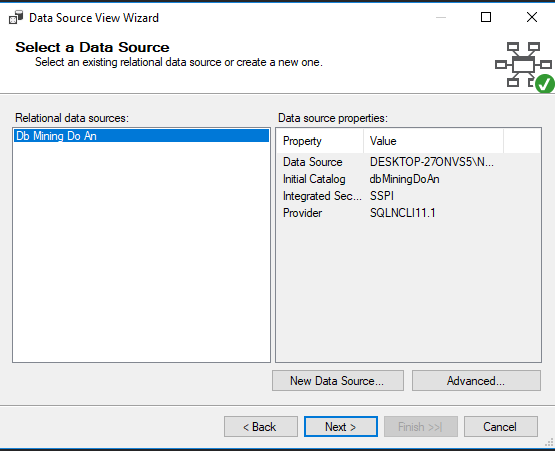 Data Source View Wizard
Select a Data Source
Select an existing relational data source or create a new one.
Relational data sources:
Db Mining Do An
Data source properties:
Property Value
Data Source DESKTOP-27ONVS5\N...
Initial Catalog dbMiningDoAn
Integrated Sec... SSPI
Provider SQLNCLI11.1
New Data Source... Advanced...
< Back Next > Finish >>| Cancel